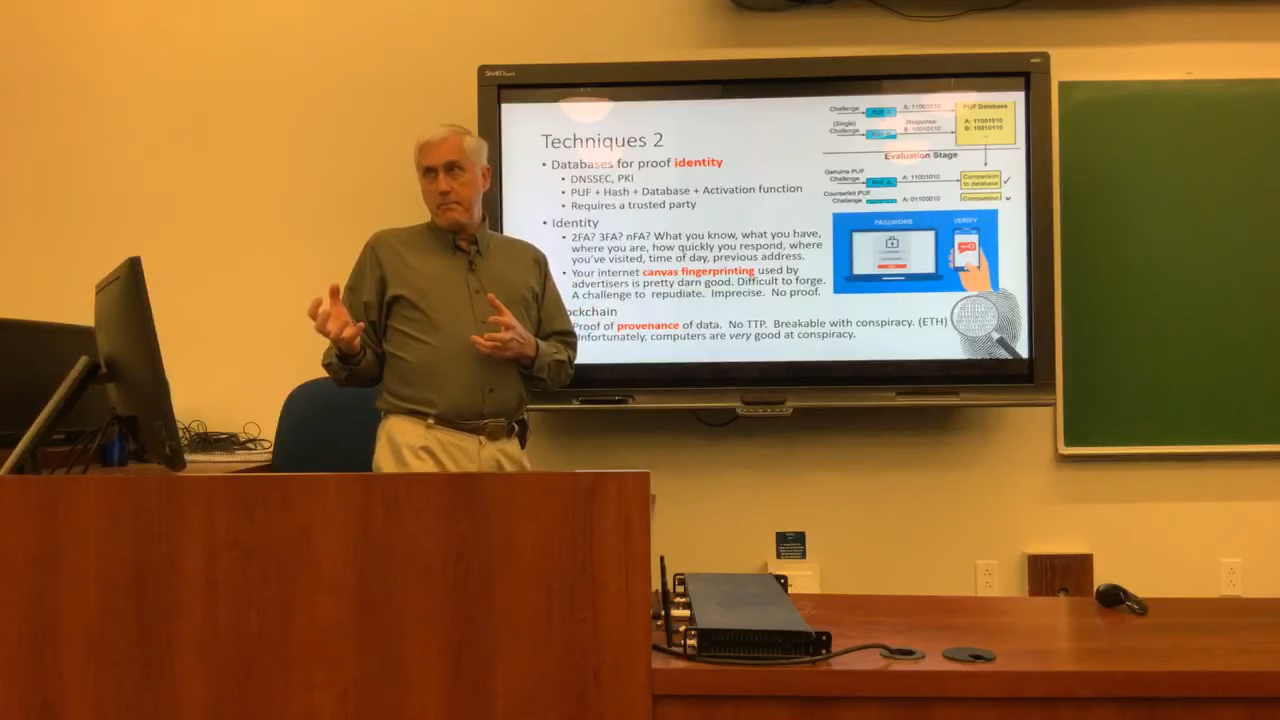 SMART
Techniques 2
• Databases for proof identity
• DNSSEC, PKI
• PUF + Hash + Database + Activation function
• Requires a trusted party
• Identity
• 2FA? 3FA? nFA? What you know, what you have,
where you are, how quickly you respond, where
you've visited, time of day, previous address.
• Your internet canvas fingerprinting used by
advertisers is pretty darn good. Difficult to forge.
A challenge to repudiate. Imprecise. No proof.
ockchain
Proof of provenance of data. No TTP. Breakable with conspiracy. (ETH)
Unfortunately, computers are very good at conspiracy.
Challenge
A: 11001010
PUF Database
(Single)
Challenge
Response
B: 10010110
A: 11001010
B: 10010110
Evaluation Stage
Genuine PUF
Challenge
PUF A
A: 11001010
Comparison
to database
Counterfeit PUF
Challenge
A: 01100010
PASSWORD
VERIFY